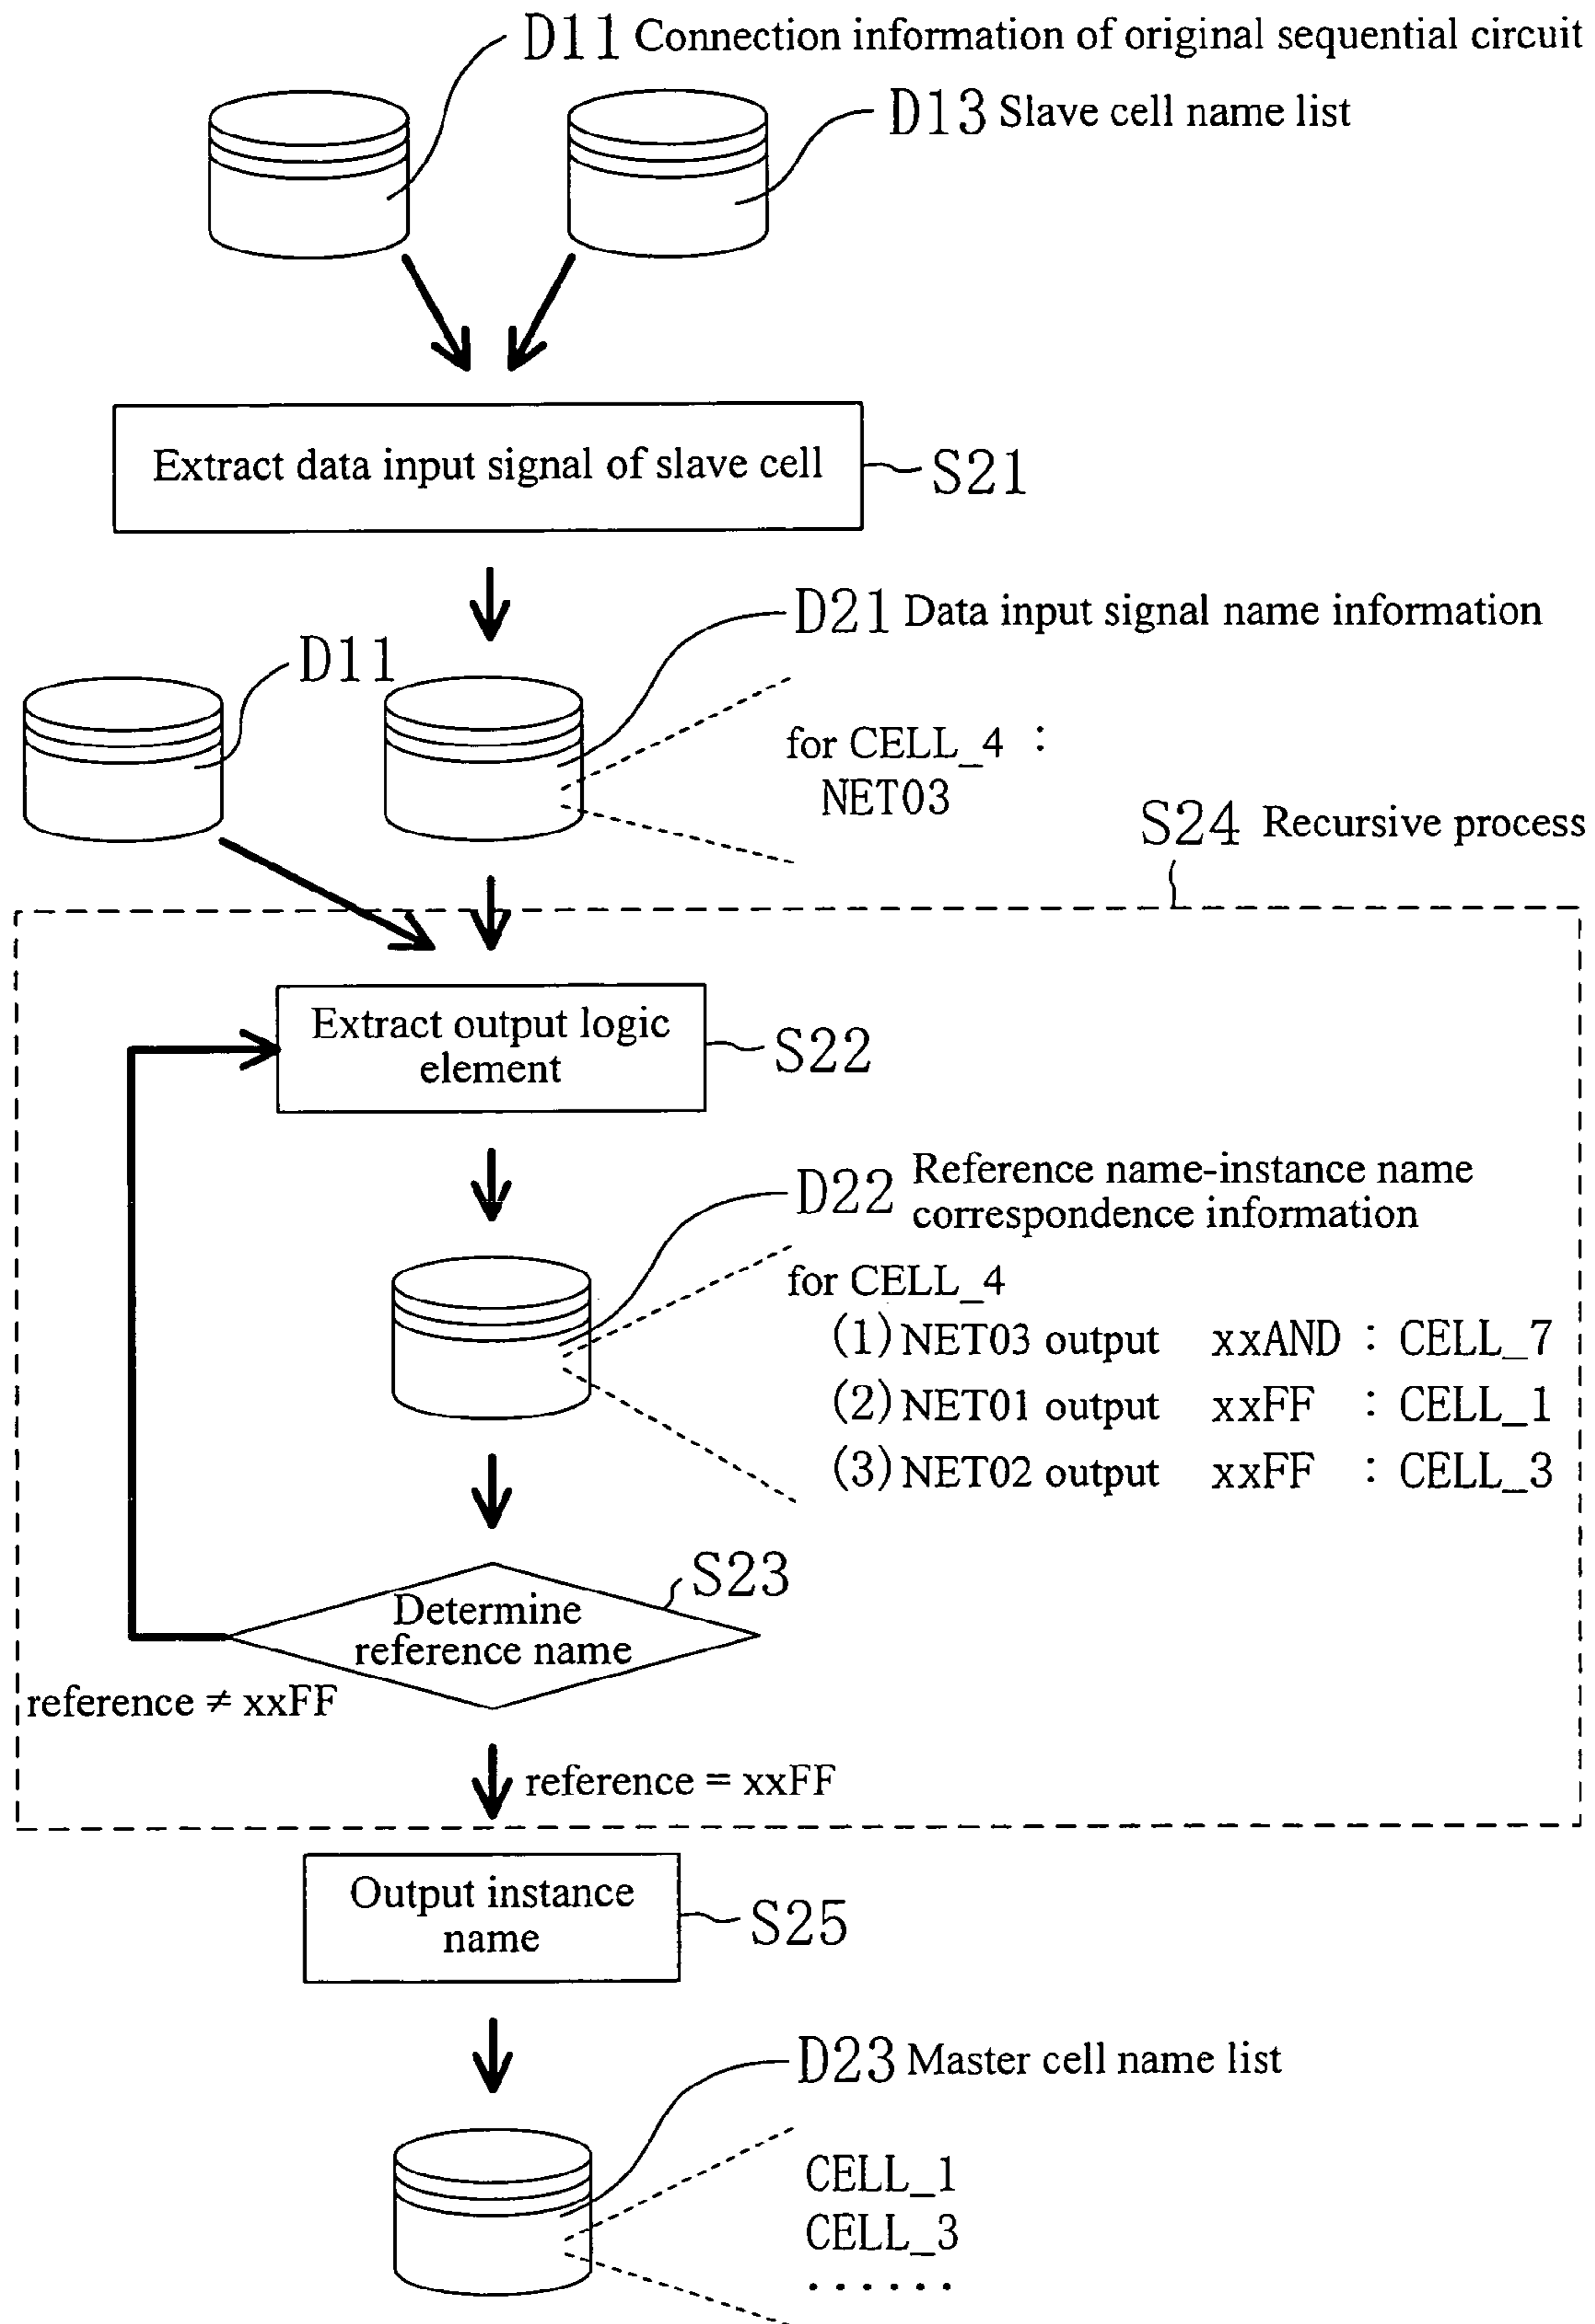 D11 Connection information of original sequential circuit
D13 Slave cell name list
Extract data input signal of slave cell
S21
D21 Data input signal name information
D11
for CELL_4 :
NET03
S24 Recursive process
Extract output logic
element
S22
D22 Reference name-instance name
correspondence information
for CELL_4
(1) NET03 output xxAND : CELL_7
(2) NET01 output xxFF : CELL_1
(3) NET02 output xxFF : CELL_3
S23
Determine
reference name
reference ≠ xxFF
reference = xxFF
Output instance
name
S25
D23 Master cell name list
CELL_1
CELL_3
......